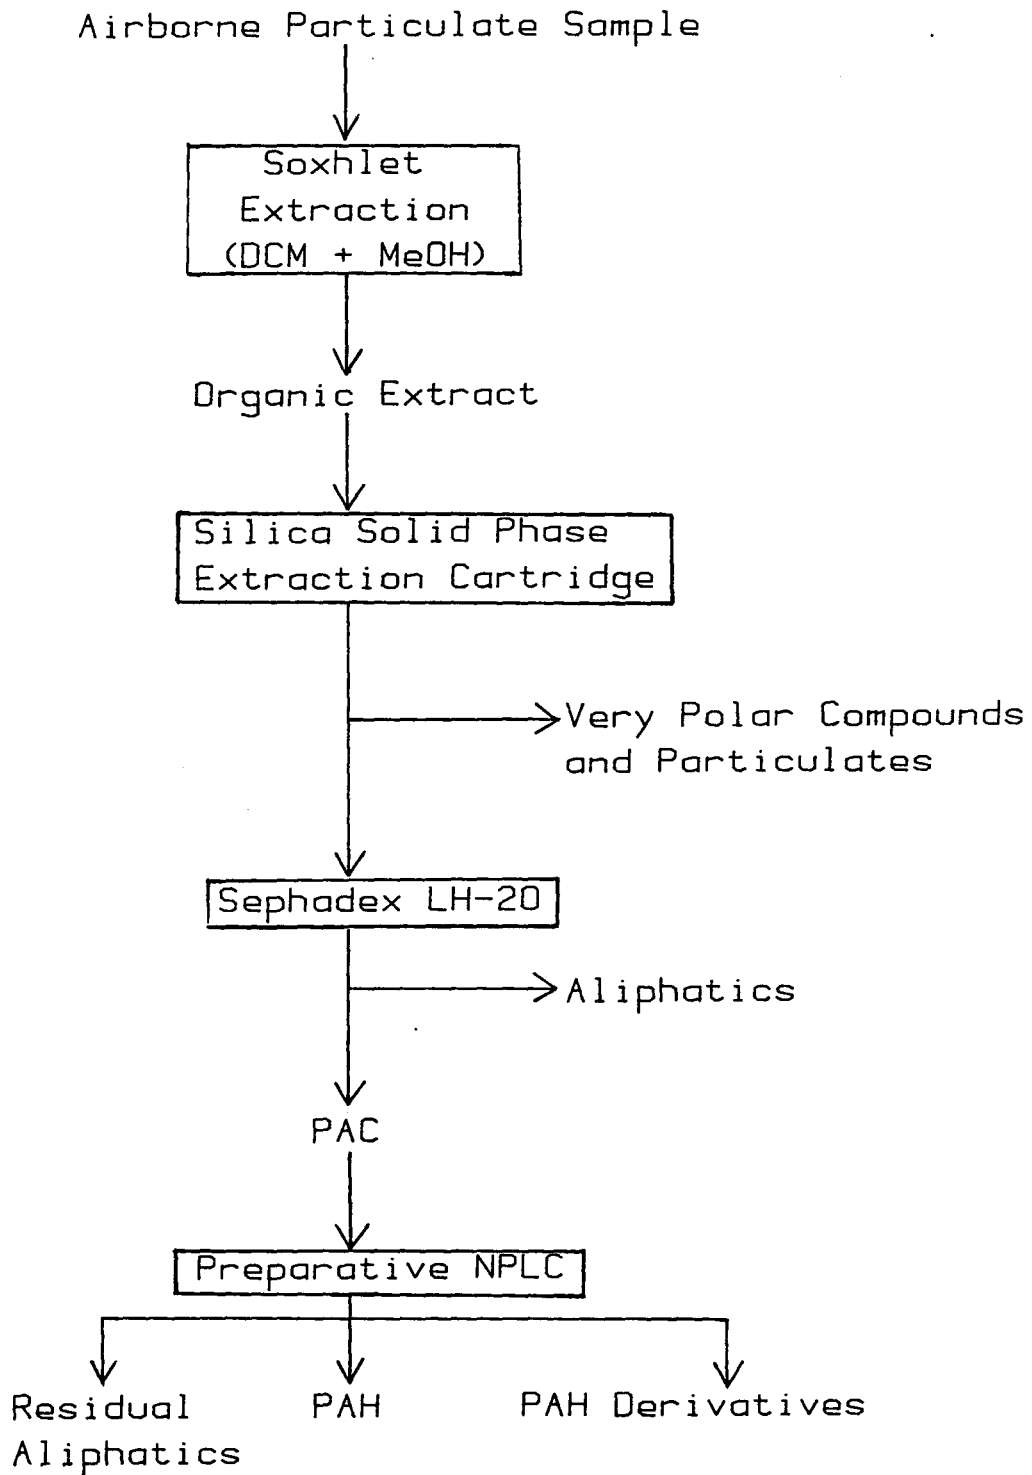 Airborne Particulate Sample
Soxhlet
Extraction
(DCM + MeOH)
Organic Extract
Silica Solid Phase
Extraction Cartridge
Very Polar Compounds
and Particulates
Sephadex LH-20
Aliphatics
PAC
Preparative NPLC
Residual
Aliphatics
PAH
PAH Derivatives